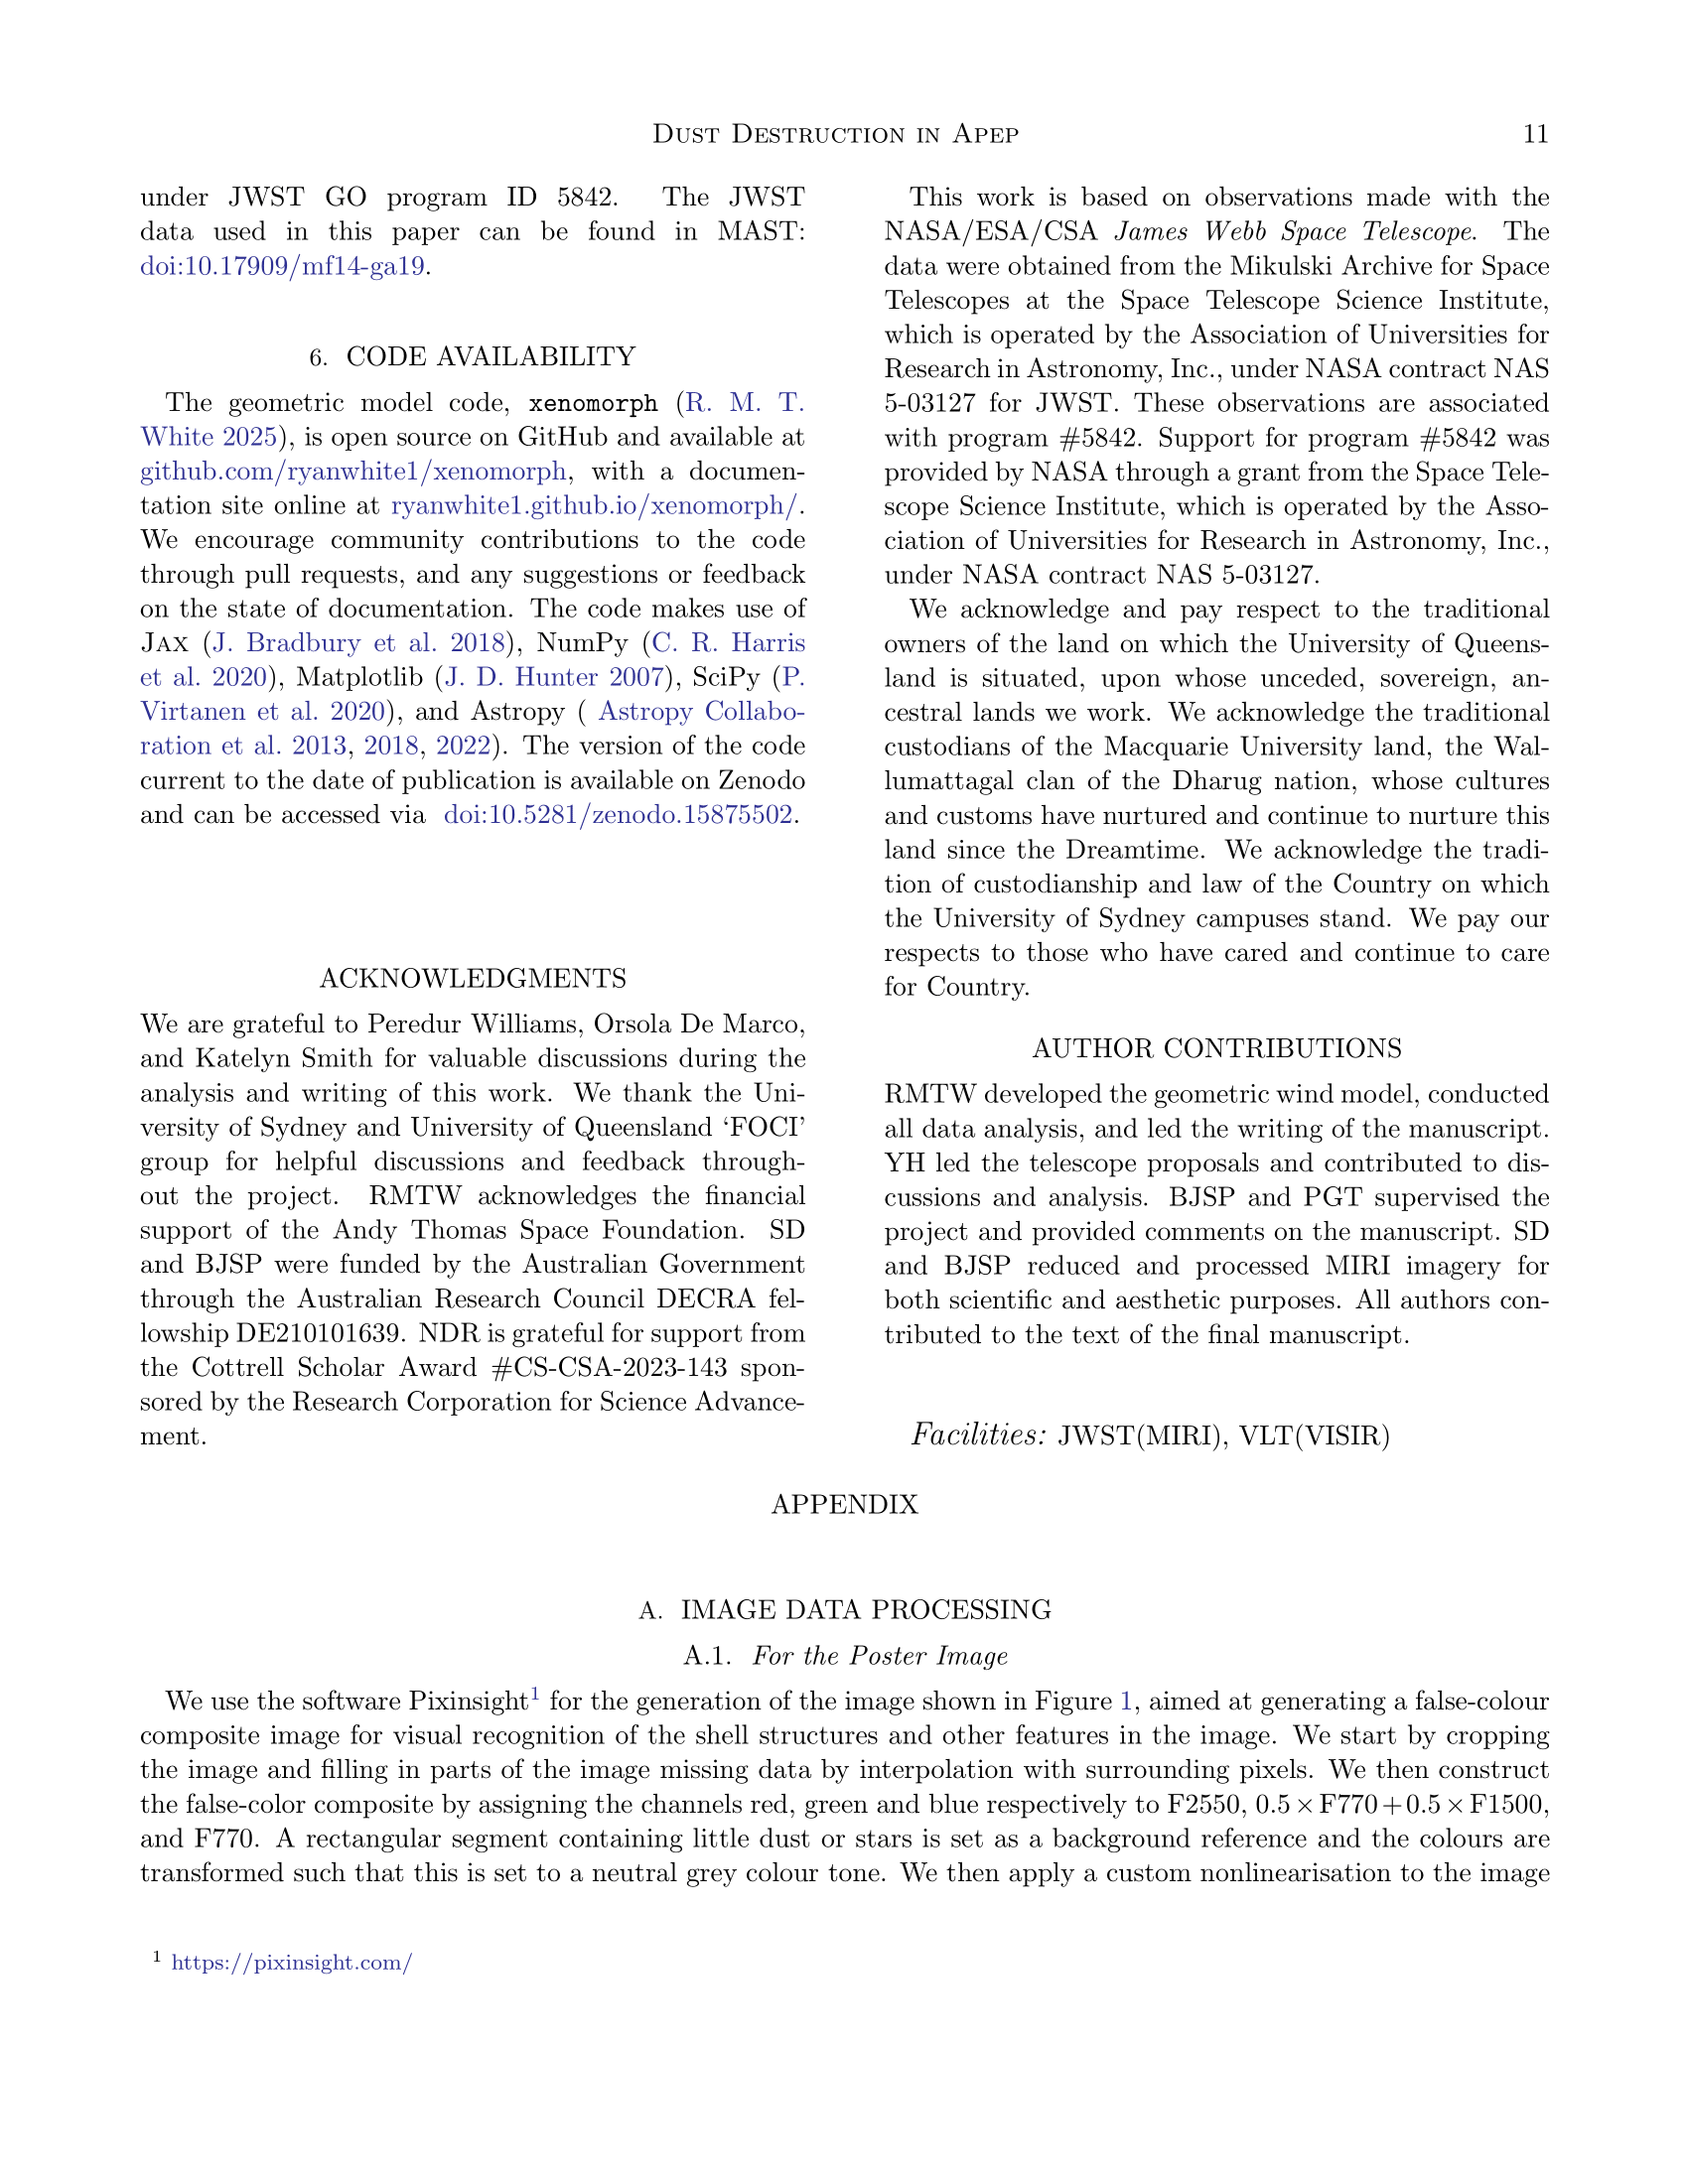 DUST DESTRUCTION IN APEP
11
under JWST GO program ID 5842. The JWST
data used in this paper can be found in MAST:
doi:10.17909/mf14-ga19.
6. CODE AVAILABILITY
The geometric model code, xenomorph (R. M. T.
White 2025), is open source on GitHub and available at
github.com/ryanwhite1/xenomorph, with a documen-
tation site online at ryanwhite1.github.io/xenomorph/.
We encourage community contributions to the code
through pull requests, and any suggestions or feedback
on the state of documentation. The code makes use of
JAX (J. Bradbury et al. 2018), NumPy (C. R. Harris
et al. 2020), Matplotlib (J. D. Hunter 2007), SciPy (P.
Virtanen et al. 2020), and Astropy ( Astropy Collabo-
ration et al. 2013, 2018, 2022). The version of the code
current to the date of publication is available on Zenodo
and can be accessed via doi:10.5281/zenodo.15875502.
ACKNOWLEDGMENTS
We are grateful to Peredur Williams, Orsola De Marco,
and Katelyn Smith for valuable discussions during the
analysis and writing of this work. We thank the Uni-
versity of Sydney and University of Queensland ‘FOCI’
group for helpful discussions and feedback through-
out the project. RMTW acknowledges the financial
support of the Andy Thomas Space Foundation. SD
and BJSP were funded by the Australian Government
through the Australian Research Council DECRA fel-
lowship DE210101639. NDR is grateful for support from
the Cottrell Scholar Award #CS-CSA-2023-143 spon-
sored by the Research Corporation for Science Advance-
ment.
This work is based on observations made with the
NASA/ESA/CSA James Webb Space Telescope. The
data were obtained from the Mikulski Archive for Space
Telescopes at the Space Telescope Science Institute,
which is operated by the Association of Universities for
Research in Astronomy, Inc., under NASA contract NAS
5-03127 for JWST. These observations are associated
with program #5842. Support for program #5842 was
provided by NASA through a grant from the Space Tele-
scope Science Institute, which is operated by the Asso-
ciation of Universities for Research in Astronomy, Inc.,
under NASA contract NAS 5-03127.
We acknowledge and pay respect to the traditional
owners of the land on which the University of Queens-
land is situated, upon whose unceded, sovereign, an-
cestral lands we work. We acknowledge the traditional
custodians of the Macquarie University land, the Wal-
lumattagal clan of the Dharug nation, whose cultures
and customs have nurtured and continue to nurture this
land since the Dreamtime. We acknowledge the tradi-
tion of custodianship and law of the Country on which
the University of Sydney campuses stand. We pay our
respects to those who have cared and continue to care
for Country.
AUTHOR CONTRIBUTIONS
RMTW developed the geometric wind model, conducted
all data analysis, and led the writing of the manuscript.
YH led the telescope proposals and contributed to dis-
cussions and analysis. BJSP and PGT supervised the
project and provided comments on the manuscript. SD
and BJSP reduced and processed MIRI imagery for
both scientific and aesthetic purposes. All authors con-
tributed to the text of the final manuscript.
Facilities: JWST(MIRI), VLT(VISIR)
APPENDIX
A. IMAGE DATA PROCESSING
A.1. For the Poster Image
We use the software Pixinsight1 for the generation of the image shown in Figure 1, aimed at generating a false-colour
composite image for visual recognition of the shell structures and other features in the image. We start by cropping
the image and filling in parts of the image missing data by interpolation with surrounding pixels. We then construct
the false-color composite by assigning the channels red, green and blue respectively to F2550, 0.5×F770+0.5×F1500,
and F770. A rectangular segment containing little dust or stars is set as a background reference and the colours are
transformed such that this is set to a neutral grey colour tone. We then apply a custom nonlinearisation to the image
1 https://pixinsight.com/